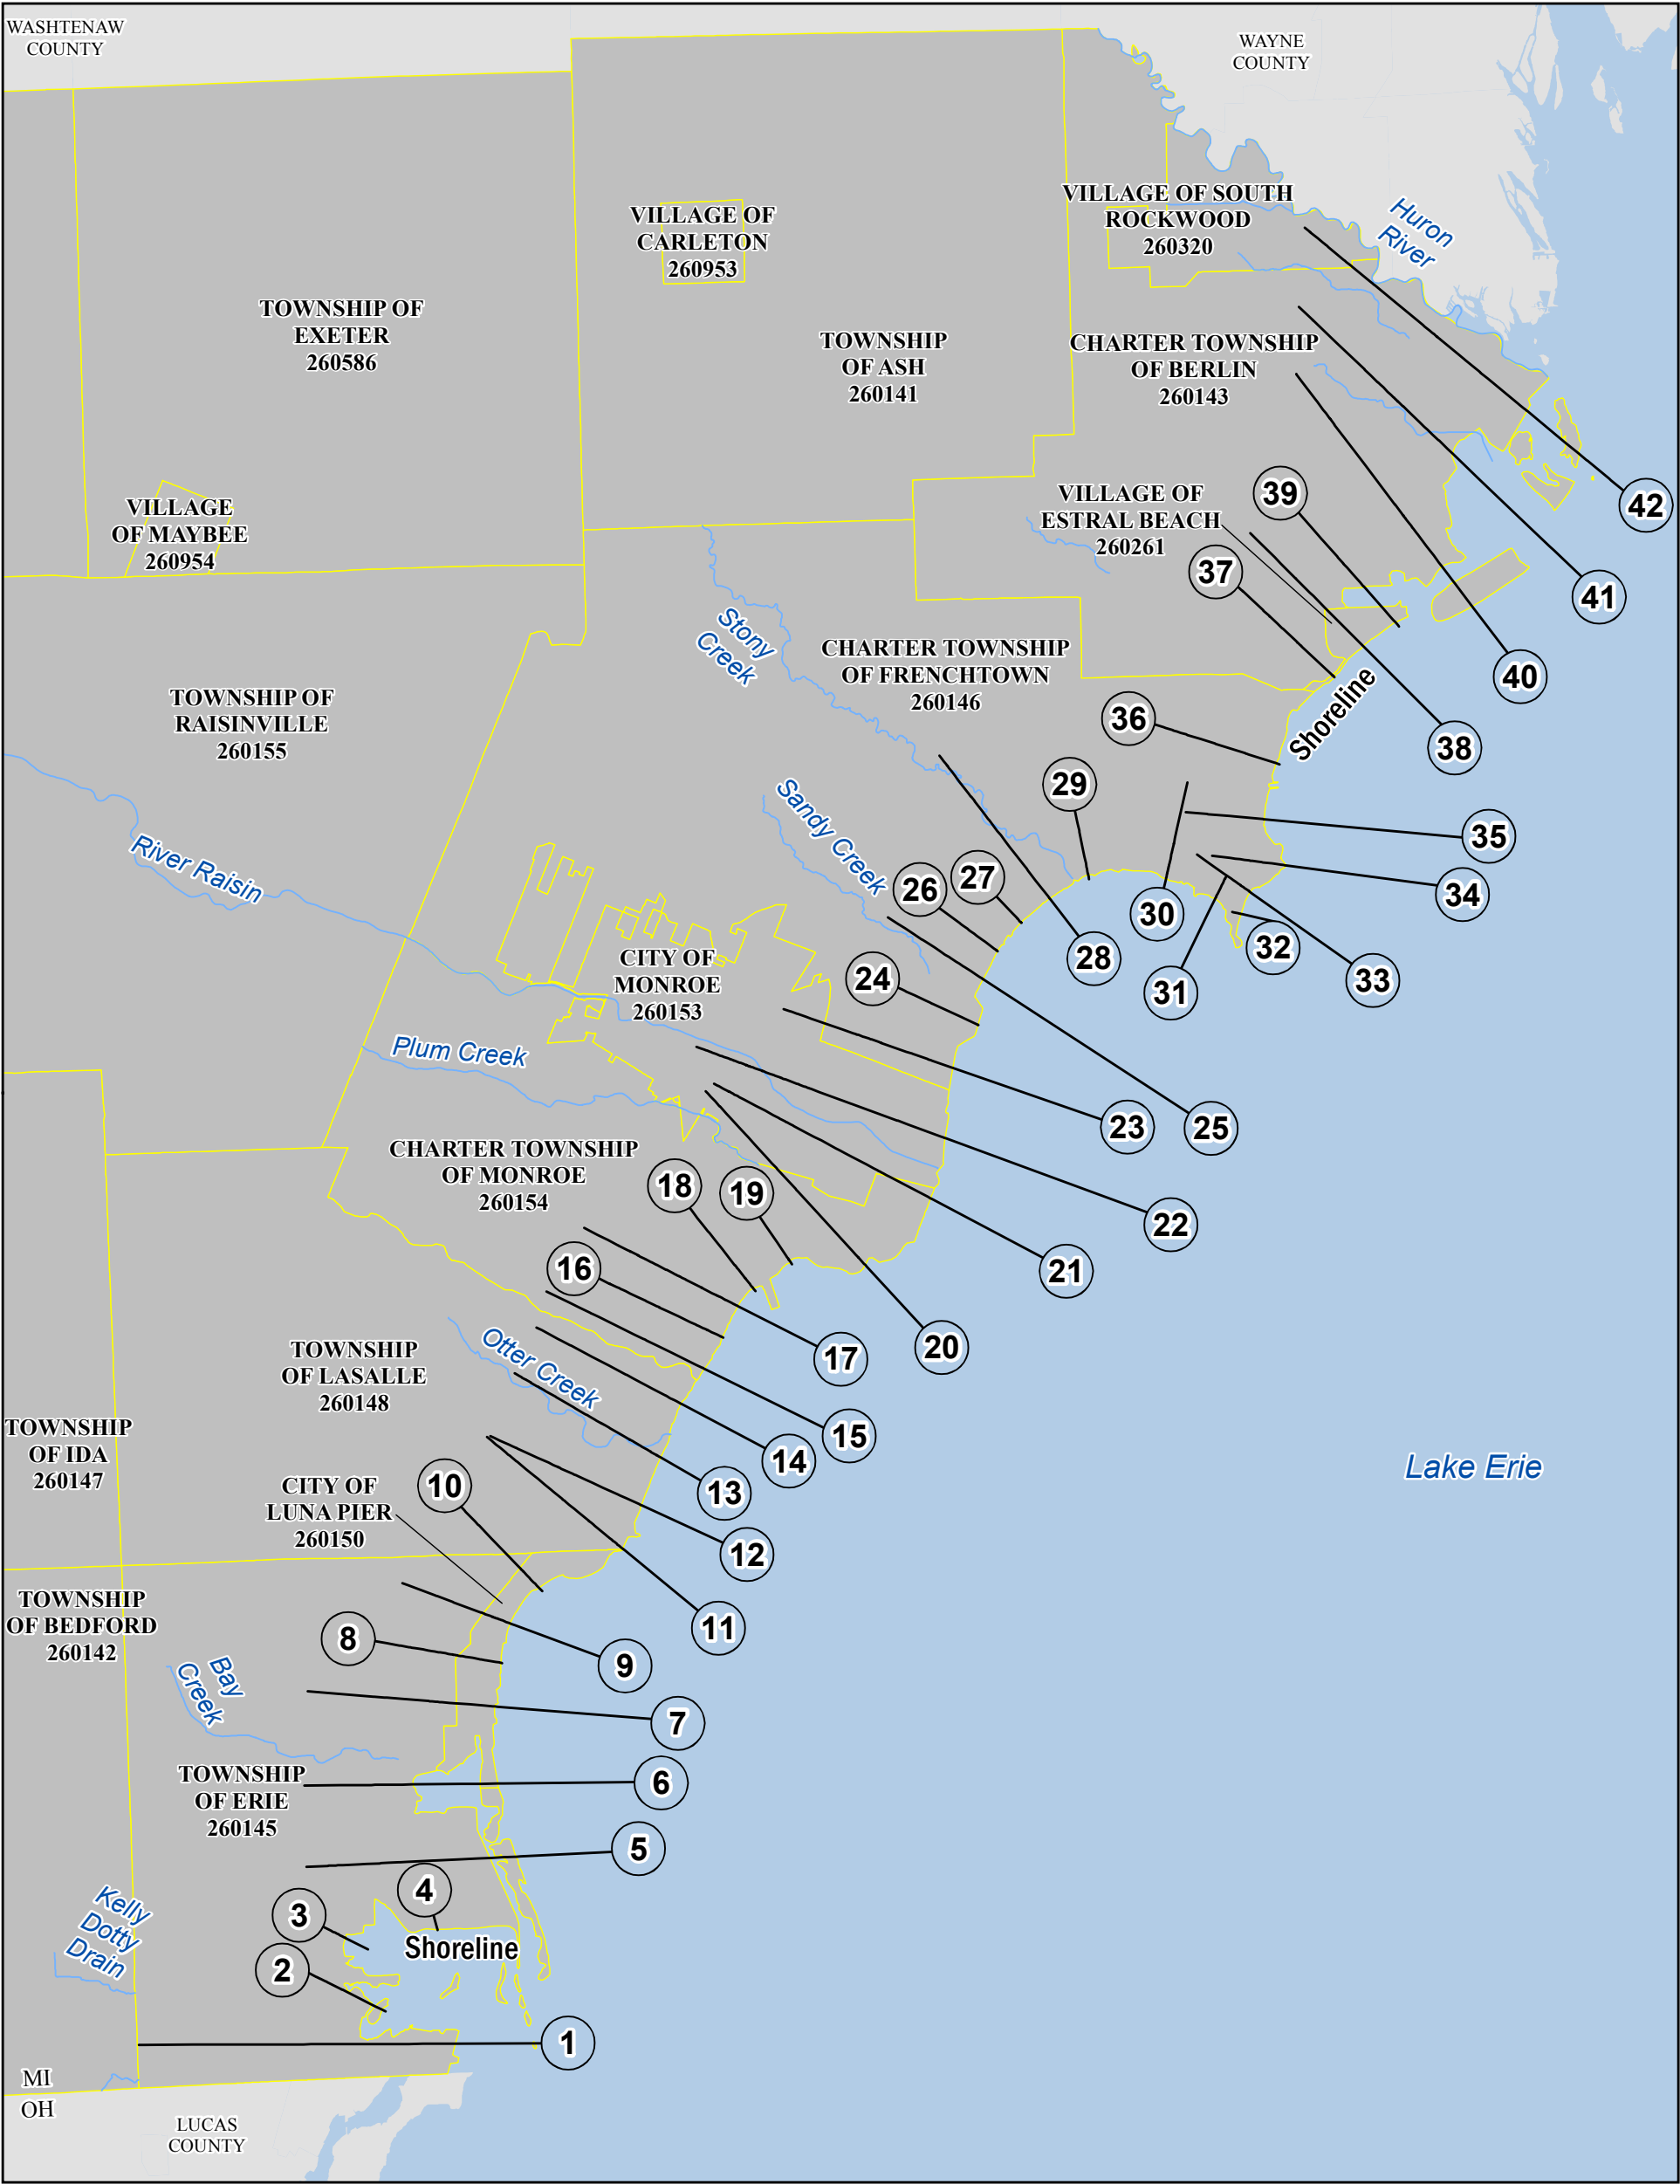 WASHTENAW
COUNTY
WAYNE
COUNTY
VILLAGE OF SOUTH
ROCKWOOD
260320
Huron
River
VILLAGE OF
CARLETON
260953
TOWNSHIP OF
EXETER
260586
TOWNSHIP
OF ASH
260141
CHARTER TOWNSHIP
OF BERLIN
260143
VILLAGE
OF MAYBEE
260954
VILLAGE OF
ESTRAL BEACH
260261
39
42
37
41
Stony
Creek
CHARTER TOWNSHIP
OF FRENCHTOWN
260146
40
TOWNSHIP OF
RAISINVILLE
260155
36
Shoreline
38
29
Sandy Creek
35
River Raisin
26
27
34
30
32
28
33
31
24
CITY OF
MONROE
260153
Plum Creek
23
25
CHARTER TOWNSHIP
OF MONROE
260154
18
19
22
16
21
20
17
Otter Creek
TOWNSHIP
OF LASALLE
260148
15
14
TOWNSHIP
OF IDA
260147
Lake Erie
10
13
CITY OF
LUNA PIER
260150
12
TOWNSHIP
OF BEDFORD
260142
11
8
9
Bay
Creek
7
6
TOWNSHIP
OF ERIE
260145
5
4
3
Kelly
Dotty
Drain
Shoreline
2
1
MI
OH
LUCAS
COUNTY